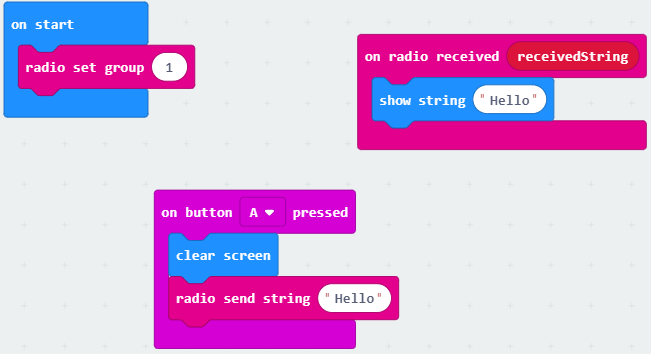 on start
radio set group 1
on radio received receivedString
show string "Hello"
on button A pressed
clear screen
radio send string "Hello"